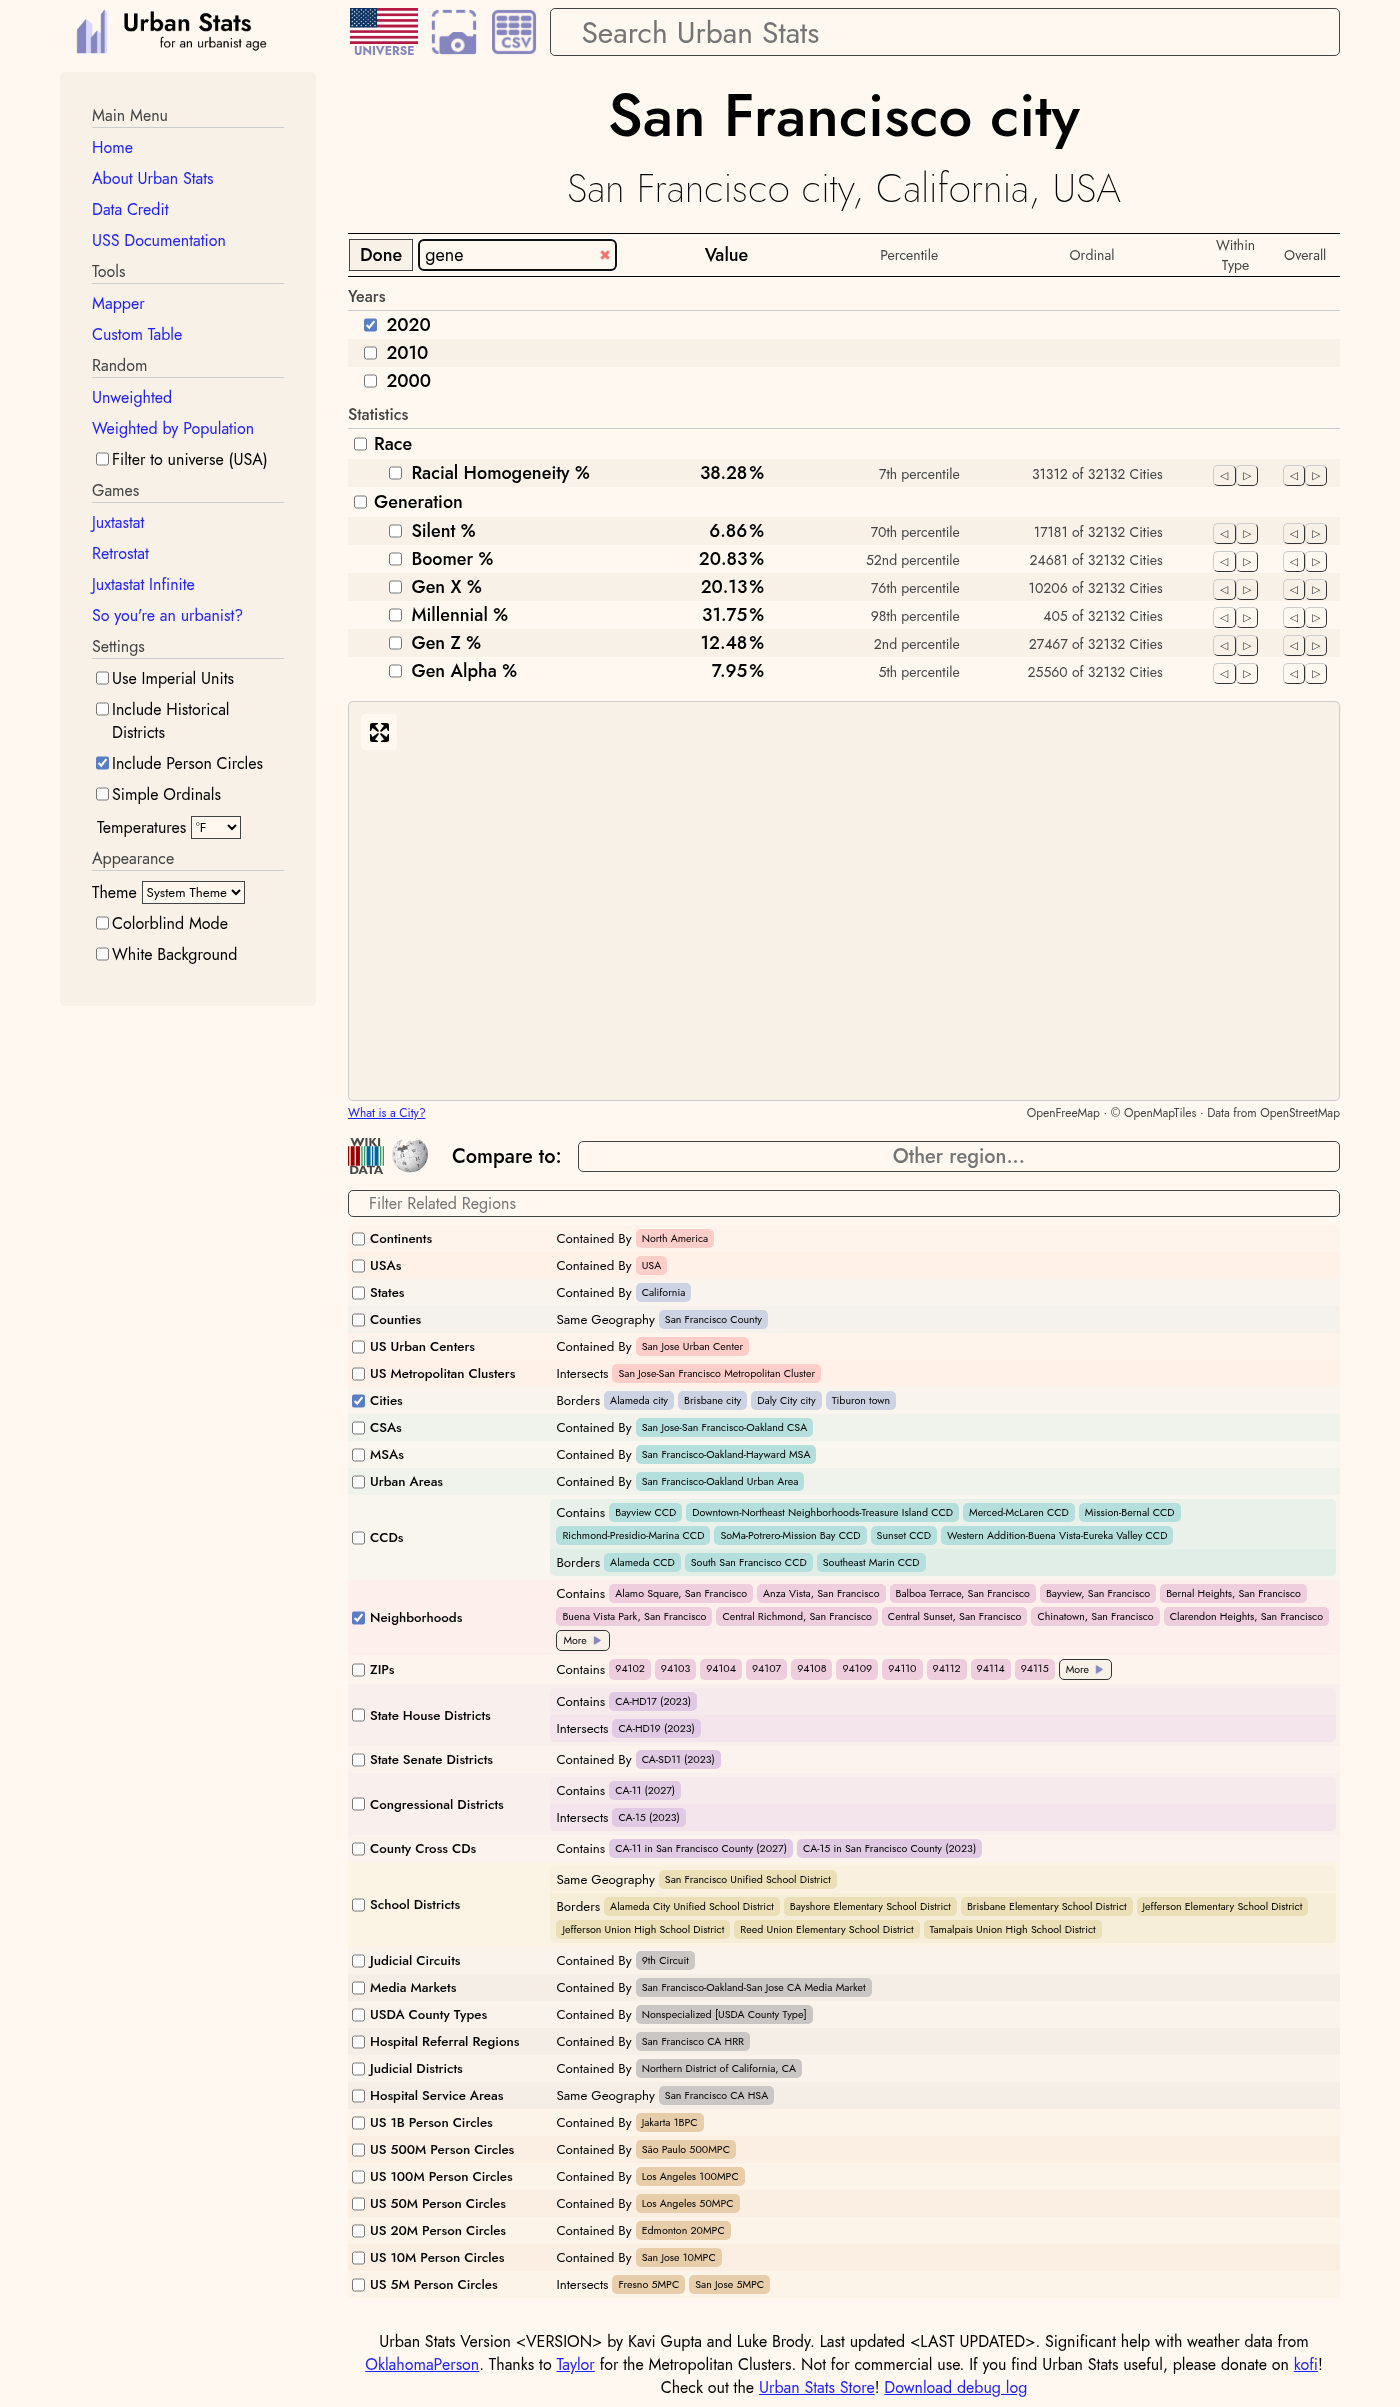 Urban Stats
for an urbanist age
UNIVERSE
CSV
Search Urban Stats
Main Menu
Home
About Urban Stats
Data Credit
USS Documentation
Tools
Mapper
Custom Table
Random
Unweighted
Weighted by Population
Filter to universe (USA)
Games
Juxtastat
Retrostat
Juxtastat Infinite
So you're an urbanist?
Settings
Use Imperial Units
Include Historical
Districts
Include Person Circles
Simple Ordinals
Temperatures °F
Appearance
Theme System Theme
Colorblind Mode
White Background
San Francisco city
San Francisco city, California, USA
Done gene Value Percentile Ordinal Within Type Overall
Years
2020
2010
2000
Statistics
Race
Racial Homogeneity % 38.28% 7th percentile 31312 of 32132 Cities
Generation
Silent % 6.86% 70th percentile 17181 of 32132 Cities
Boomer % 20.83% 52nd percentile 24681 of 32132 Cities
Gen X % 20.13% 76th percentile 10206 of 32132 Cities
Millennial % 31.75% 98th percentile 405 of 32132 Cities
Gen Z % 12.48% 2nd percentile 27467 of 32132 Cities
Gen Alpha % 7.95% 5th percentile 25560 of 32132 Cities
What is a City? OpenFreeMap · © OpenMapTiles · Data from OpenStreetMap
WIKI
DATA
Compare to: Other region...
Filter Related Regions
Continents Contained By North America
USAs Contained By USA
States Contained By California
Counties Same Geography San Francisco County
US Urban Centers Contained By San Jose Urban Center
US Metropolitan Clusters Intersects San Jose-San Francisco Metropolitan Cluster
Cities Borders Alameda city Brisbane city Daly City city Tiburon town
CSAs Contained By San Jose-San Francisco-Oakland CSA
MSAs Contained By San Francisco-Oakland-Hayward MSA
Urban Areas Contained By San Francisco-Oakland Urban Area
CCDs
Contains Bayview CCD Downtown-Northeast Neighborhoods-Treasure Island CCD Merced-McLaren CCD Mission-Bernal CCD
Richmond-Presidio-Marina CCD SoMa-Potrero-Mission Bay CCD Sunset CCD Western Addition-Buena Vista-Eureka Valley CCD
Borders Alameda CCD South San Francisco CCD Southeast Marin CCD
Neighborhoods
Contains Alamo Square, San Francisco Anza Vista, San Francisco Balboa Terrace, San Francisco Bayview, San Francisco Bernal Heights, San Francisco
Buena Vista Park, San Francisco Central Richmond, San Francisco Central Sunset, San Francisco Chinatown, San Francisco Clarendon Heights, San Francisco
More
ZIPs Contains 94102 94103 94104 94107 94108 94109 94110 94112 94114 94115 More
State House Districts
Contains CA-HD17 (2023)
Intersects CA-HD19 (2023)
State Senate Districts Contained By CA-SD11 (2023)
Congressional Districts
Contains CA-11 (2027)
Intersects CA-15 (2023)
County Cross CDs Contains CA-11 in San Francisco County (2027) CA-15 in San Francisco County (2023)
School Districts
Same Geography San Francisco Unified School District
Borders Alameda City Unified School District Bayshore Elementary School District Brisbane Elementary School District Jefferson Elementary School District
Jefferson Union High School District Reed Union Elementary School District Tamalpais Union High School District
Judicial Circuits Contained By 9th Circuit
Media Markets Contained By San Francisco-Oakland-San Jose CA Media Market
USDA County Types Contained By Nonspecialized [USDA County Type]
Hospital Referral Regions Contained By San Francisco CA HRR
Judicial Districts Contained By Northern District of California, CA
Hospital Service Areas Same Geography San Francisco CA HSA
US 1B Person Circles Contained By Jakarta 1BPC
US 500M Person Circles Contained By São Paulo 500MPC
US 100M Person Circles Contained By Los Angeles 100MPC
US 50M Person Circles Contained By Los Angeles 50MPC
US 20M Person Circles Contained By Edmonton 20MPC
US 10M Person Circles Contained By San Jose 10MPC
US 5M Person Circles Intersects Fresno 5MPC San Jose 5MPC
Urban Stats Version <VERSION> by Kavi Gupta and Luke Brody. Last updated <LAST UPDATED>. Significant help with weather data from
OklahomaPerson. Thanks to Taylor for the Metropolitan Clusters. Not for commercial use. If you find Urban Stats useful, please donate on kofi!
Check out the Urban Stats Store! Download debug log